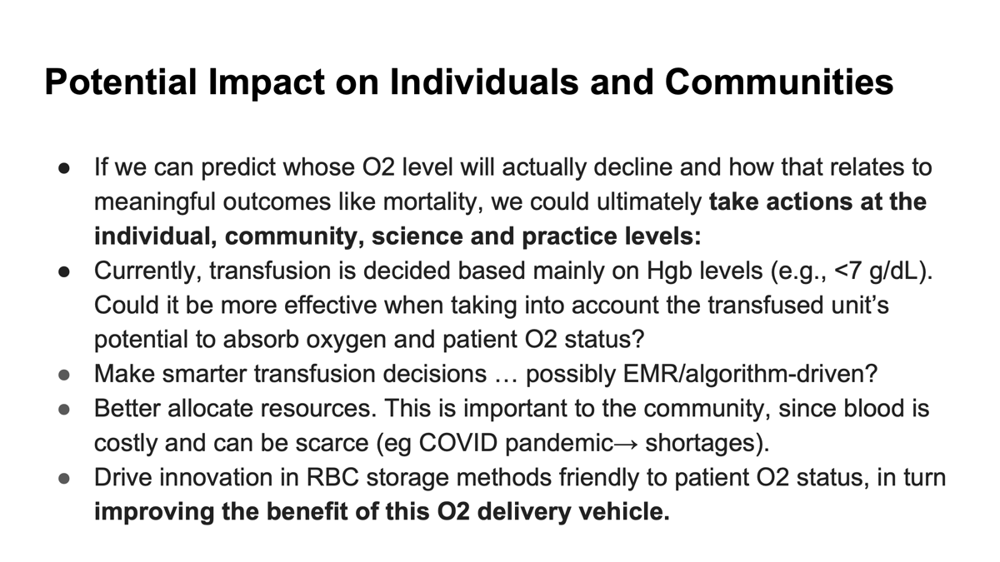 Potential Impact on Individuals and Communities
● If we can predict whose O2 level will actually decline and how that relates to
meaningful outcomes like mortality, we could ultimately take actions at the
individual, community, science and practice levels:
● Currently, transfusion is decided based mainly on Hgb levels (e.g., <7 g/dL).
Could it be more effective when taking into account the transfused unit’s
potential to absorb oxygen and patient O2 status?
● Make smarter transfusion decisions … possibly EMR/algorithm-driven?
● Better allocate resources. This is important to the community, since blood is
costly and can be scarce (eg COVID pandemic→ shortages).
● Drive innovation in RBC storage methods friendly to patient O2 status, in turn
improving the benefit of this O2 delivery vehicle.